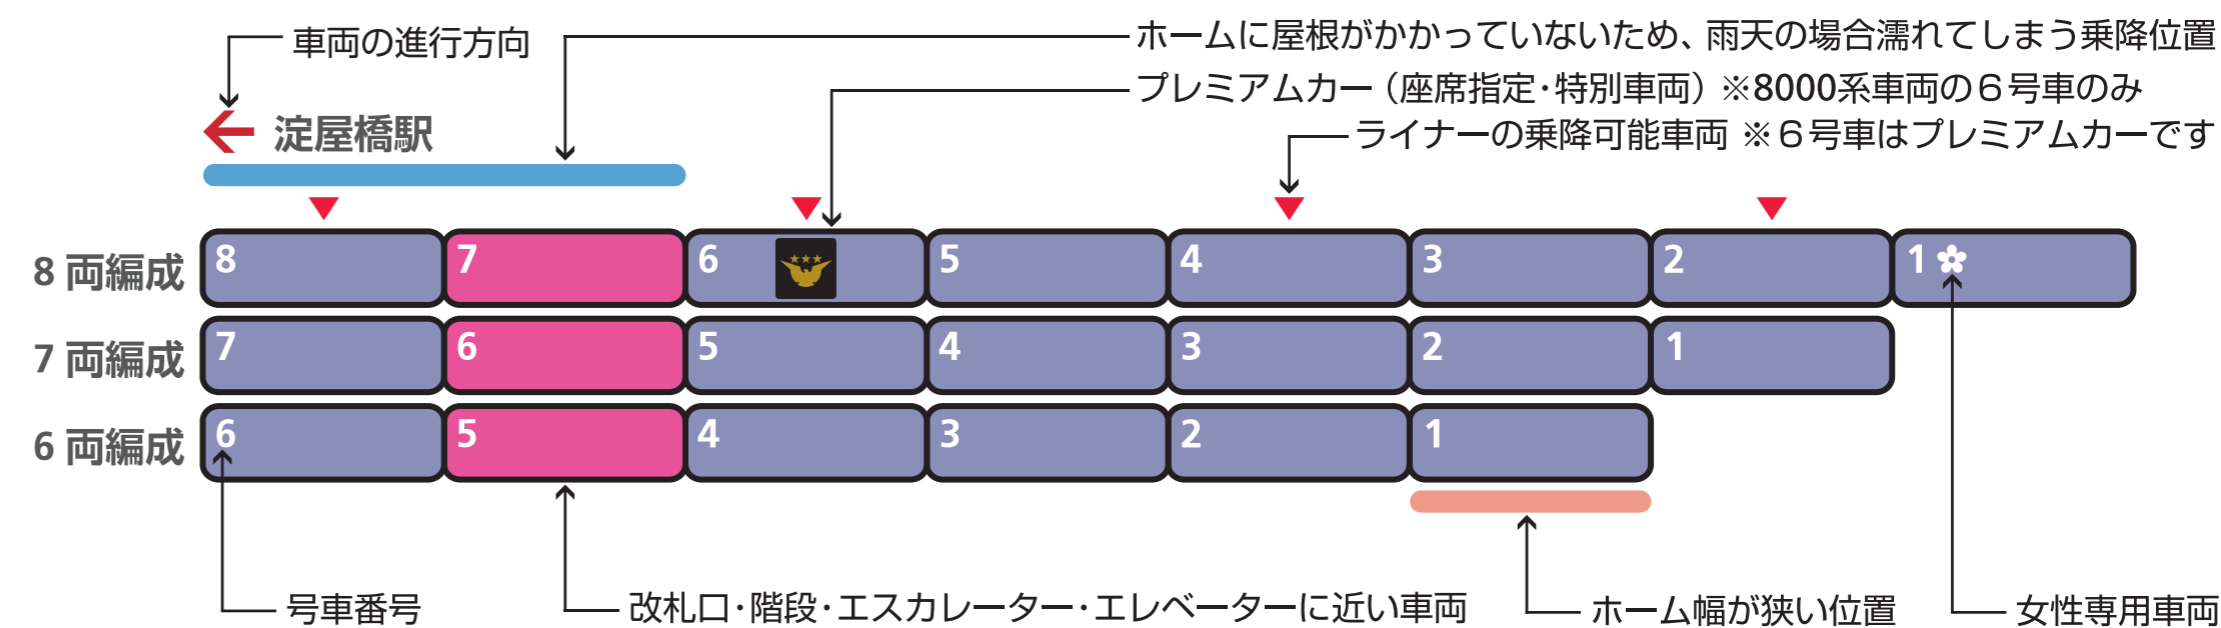 車両の進行方向
ホームに屋根がかかっていないため、雨天の場合濡れてしまう乗降位置
プレミアムカー（座席指定・特別車両）※8000系車両の６号車のみ
ライナーの乗降可能車両 ※６号車はプレミアムカーです
淀屋橋駅
8 両編成 8 7 6 5 4 3 2 1
7 両編成 7 6 5 4 3 2 1
6 両編成 6 5 4 3 2 1
号車番号
改札口・階段・エスカレーター・エレベーターに近い車両
ホーム幅が狭い位置
女性専用車両